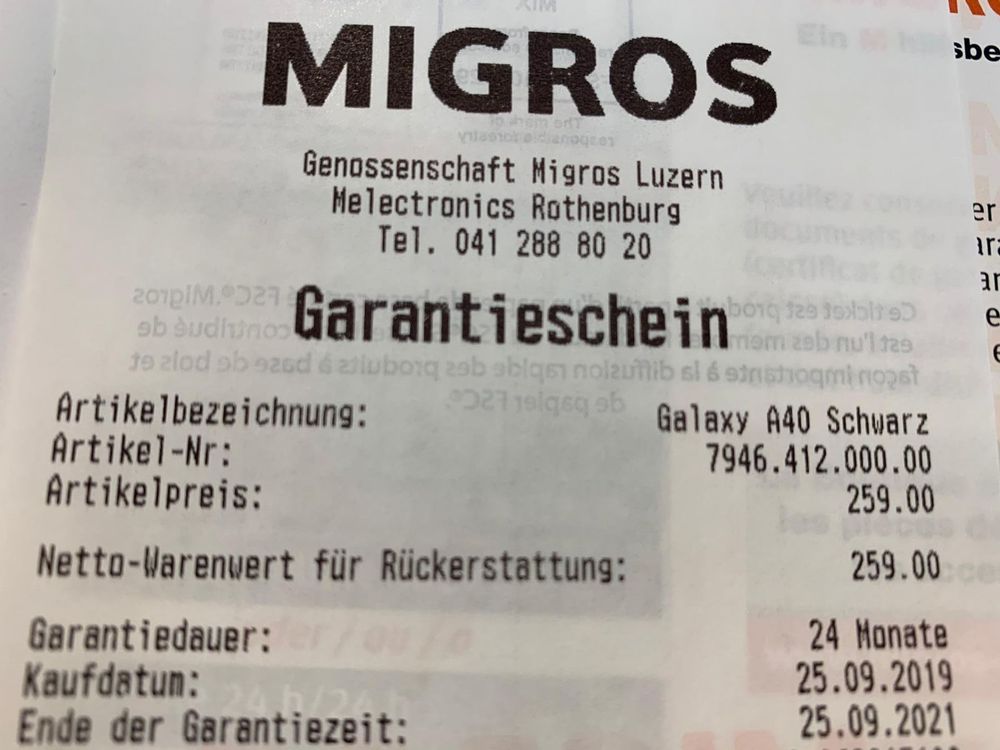 MIGROS
Genossenschaft Migros Luzern
Melectronics Rothenburg
Tel. 041 288 80 20
Garantieschein
Artikelbezeichnung: Galaxy A40 Schwarz
Artikel-Nr: 7946.412.000.00
Artikelpreis: 259.00
Netto-Warenwert für Rückerstattung: 259.00
Garantiedauer: 24 Monate
Kaufdatum: 25.09.2019
Ende der Garantiezeit: 25.09.2021